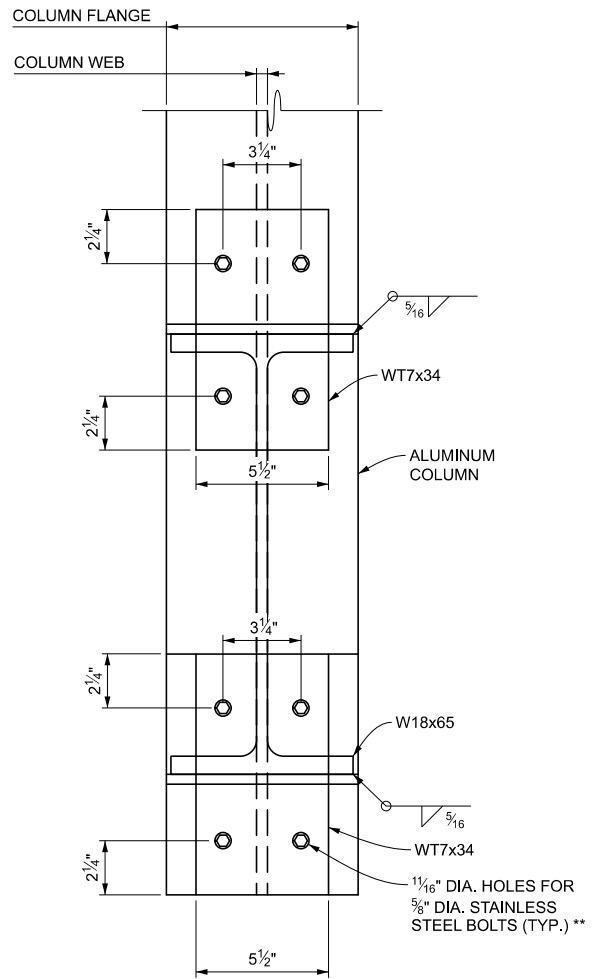 COLUMN FLANGE
COLUMN WEB
3¼"
2¼"
5⁄16
WT7x34
2¼"
5½"
ALUMINUM
COLUMN
3¼"
2¼"
W18x65
5⁄16
WT7x34
2¼"
11⁄16" DIA. HOLES FOR
5⁄8" DIA. STAINLESS
STEEL BOLTS (TYP.) **
5½"